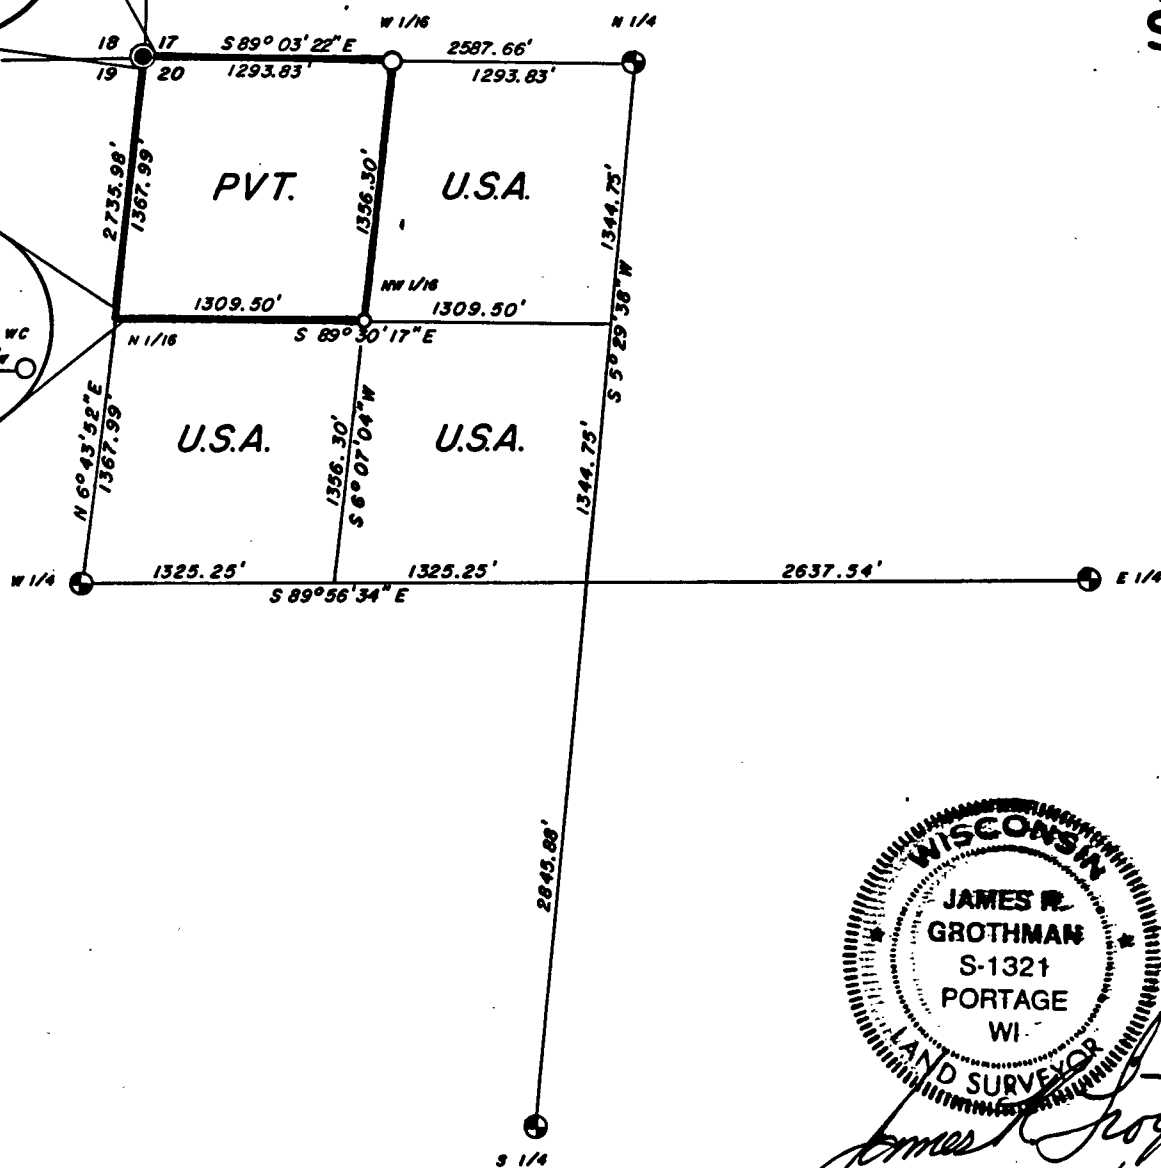 W 1/16
N 1/4
18 17
S 89° 03' 22" E
2587.66'
19 20
1293.83'
1293.83'
2735.98'
1367.99'
PVT.
1356.30'
U.S.A.
1344.75'
NW 1/16
1309.50'
1309.50'
WC
N 1/16
S 89° 30' 17" E
S 5° 29' 38" W
N 6° 43' 52" E
1367.99'
U.S.A.
1356.30'
S 6° 07' 04" W
U.S.A.
1344.75'
W 1/4
1325.25'
1325.25'
2637.54'
E 1/4
S 89° 56' 34" E
2845.88'
S 1/4
WISCONSIN
JAMES R.
GROTHMAN
S-1321
PORTAGE
WI
LAND SURVEYOR
James R